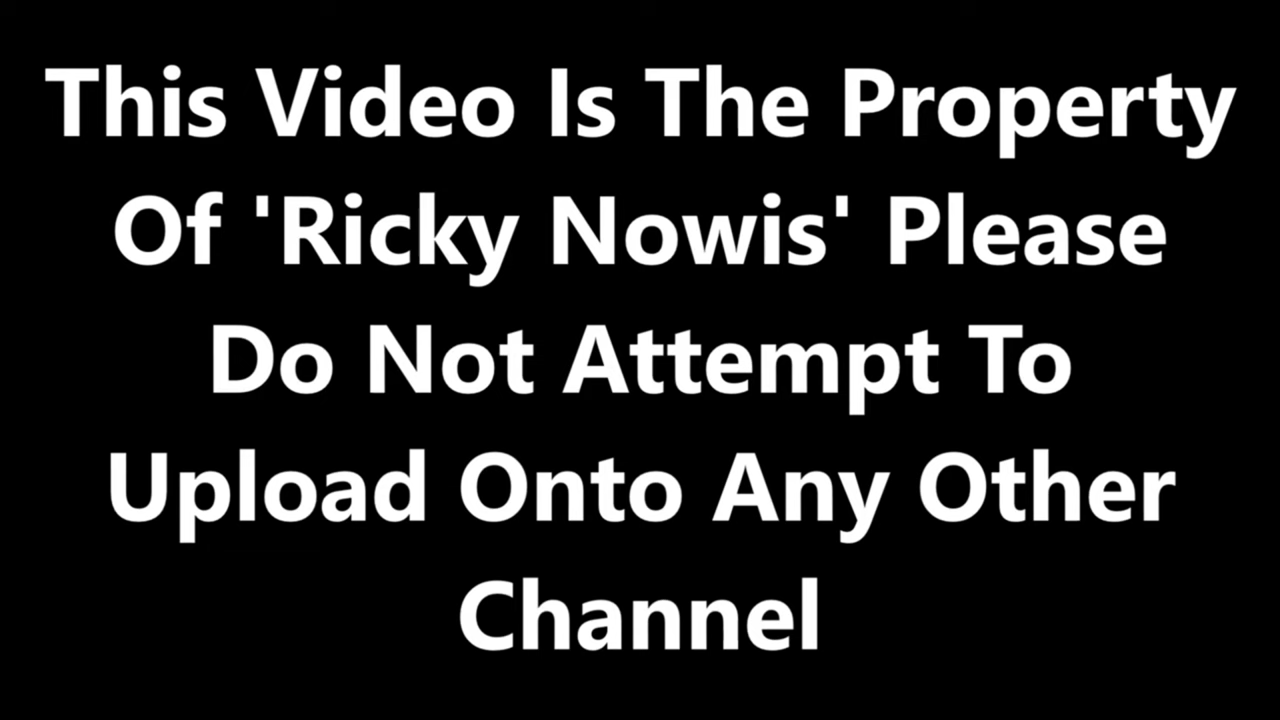 This Video Is The Property
Of 'Ricky Nowis' Please
Do Not Attempt To
Upload Onto Any Other
Channel